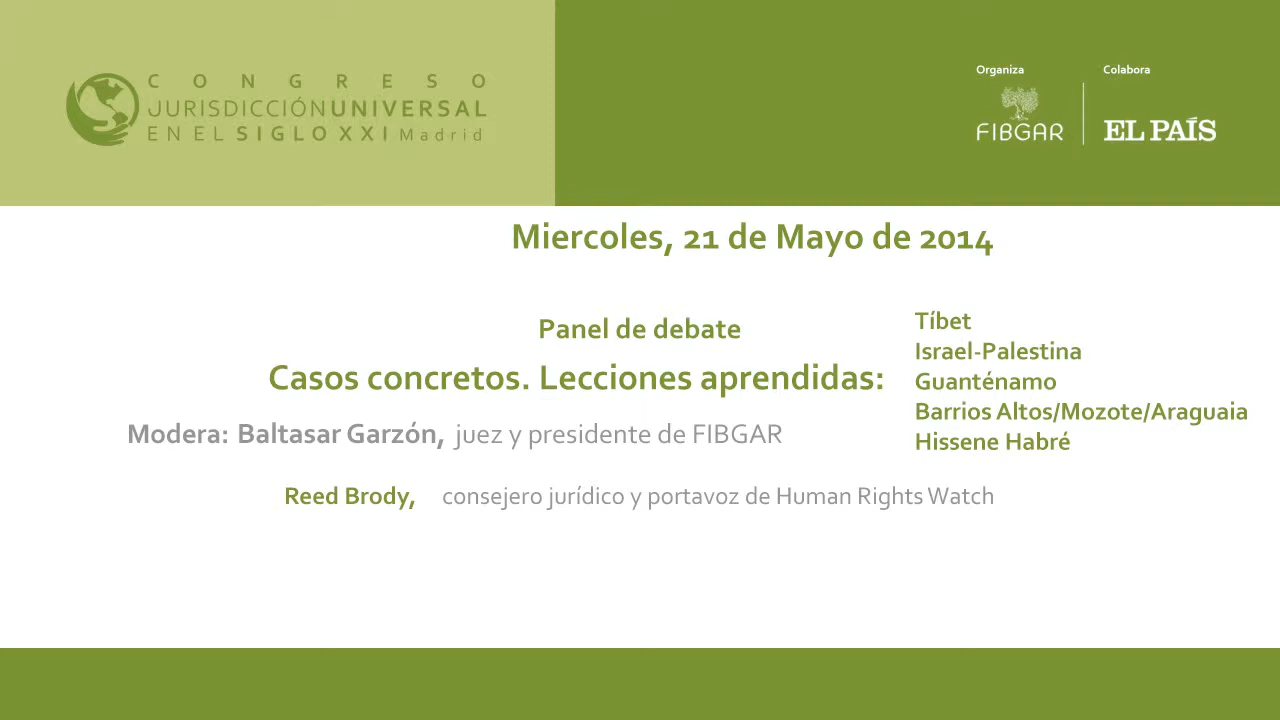 CONGRESO
JURISDICCIÓNUNIVERSAL
EN EL SIGLO XXI Madrid
Organiza
FIBGAR
Colabora
EL PAÍS
Miercoles, 21 de Mayo de 2014
Panel de debate
Casos concretos. Lecciones aprendidas:
Tíbet
Israel-Palestina
Guanténamo
Barrios Altos/Mozote/Araguaia
Hissene Habré
Modera: Baltasar Garzón, juez y presidente de FIBGAR
Reed Brody, consejero jurídico y portavoz de Human Rights Watch